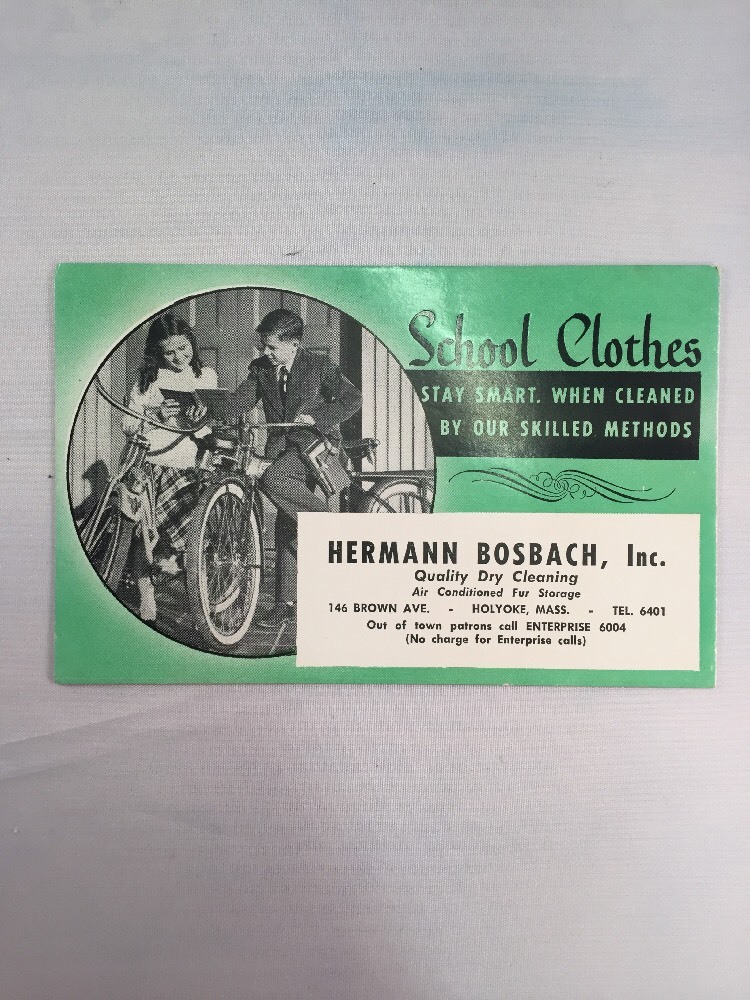 School Clothes
STAY SMART. WHEN CLEANED
BY OUR SKILLED METHODS
HERMANN BOSBACH, Inc.
Quality Dry Cleaning
Air Conditioned Fur Storage
146 BROWN AVE. - HOLYOKE, MASS. - TEL. 6401
Out of town patrons call ENTERPRISE 6004
(No charge for Enterprise calls)